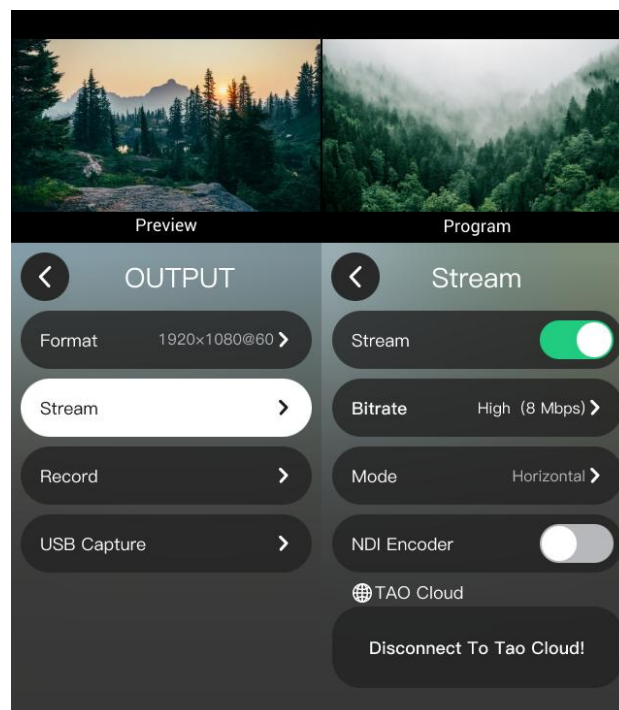 Preview
Program
OUTPUT
Format 1920×1080@60
Stream
Record
USB Capture
Stream
Stream
Bitrate High (8 Mbps)
Mode Horizontal
NDI Encoder
TAO Cloud
Disconnect To Tao Cloud!